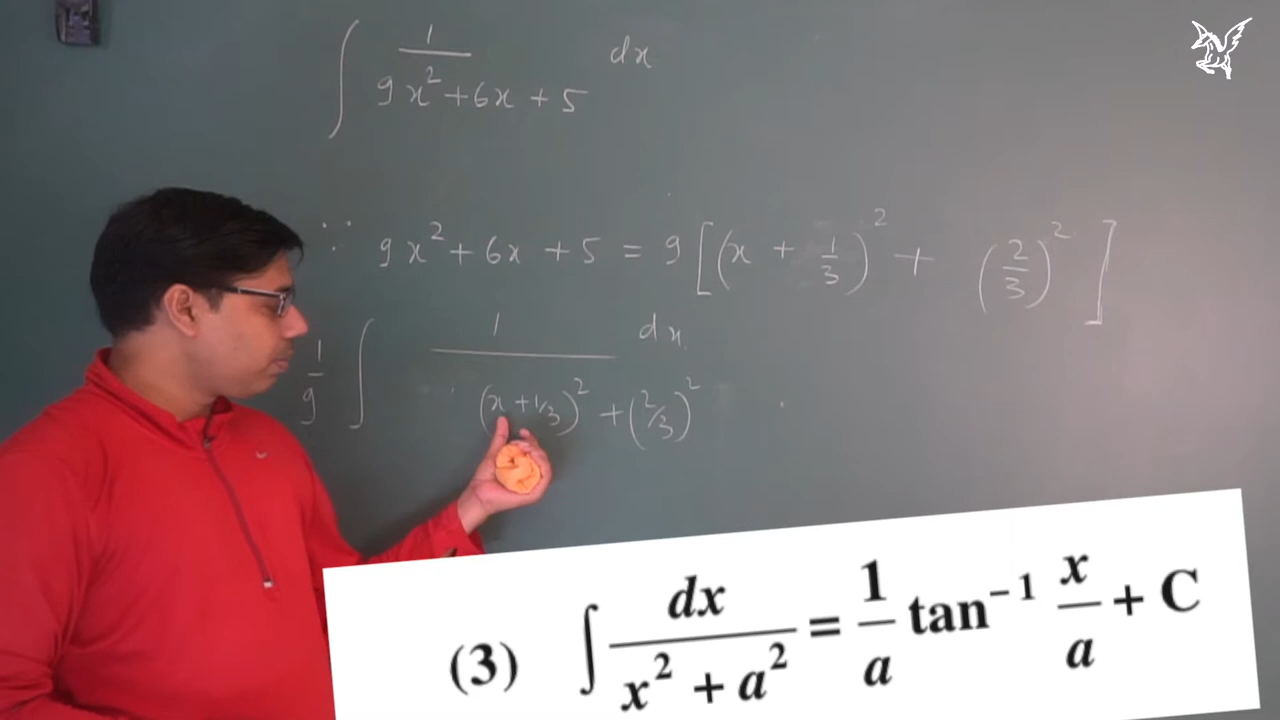 ∫ 1/(9x² + 6x + 5) dx
∵ 9x² + 6x + 5 = 9[(x + 1/3)² + (2/3)²]
1/9 ∫ 1/((x + 1/3)² + (2/3)²) dx
(3) ∫ dx/(x² + a²) = 1/a tan⁻¹ x/a + C